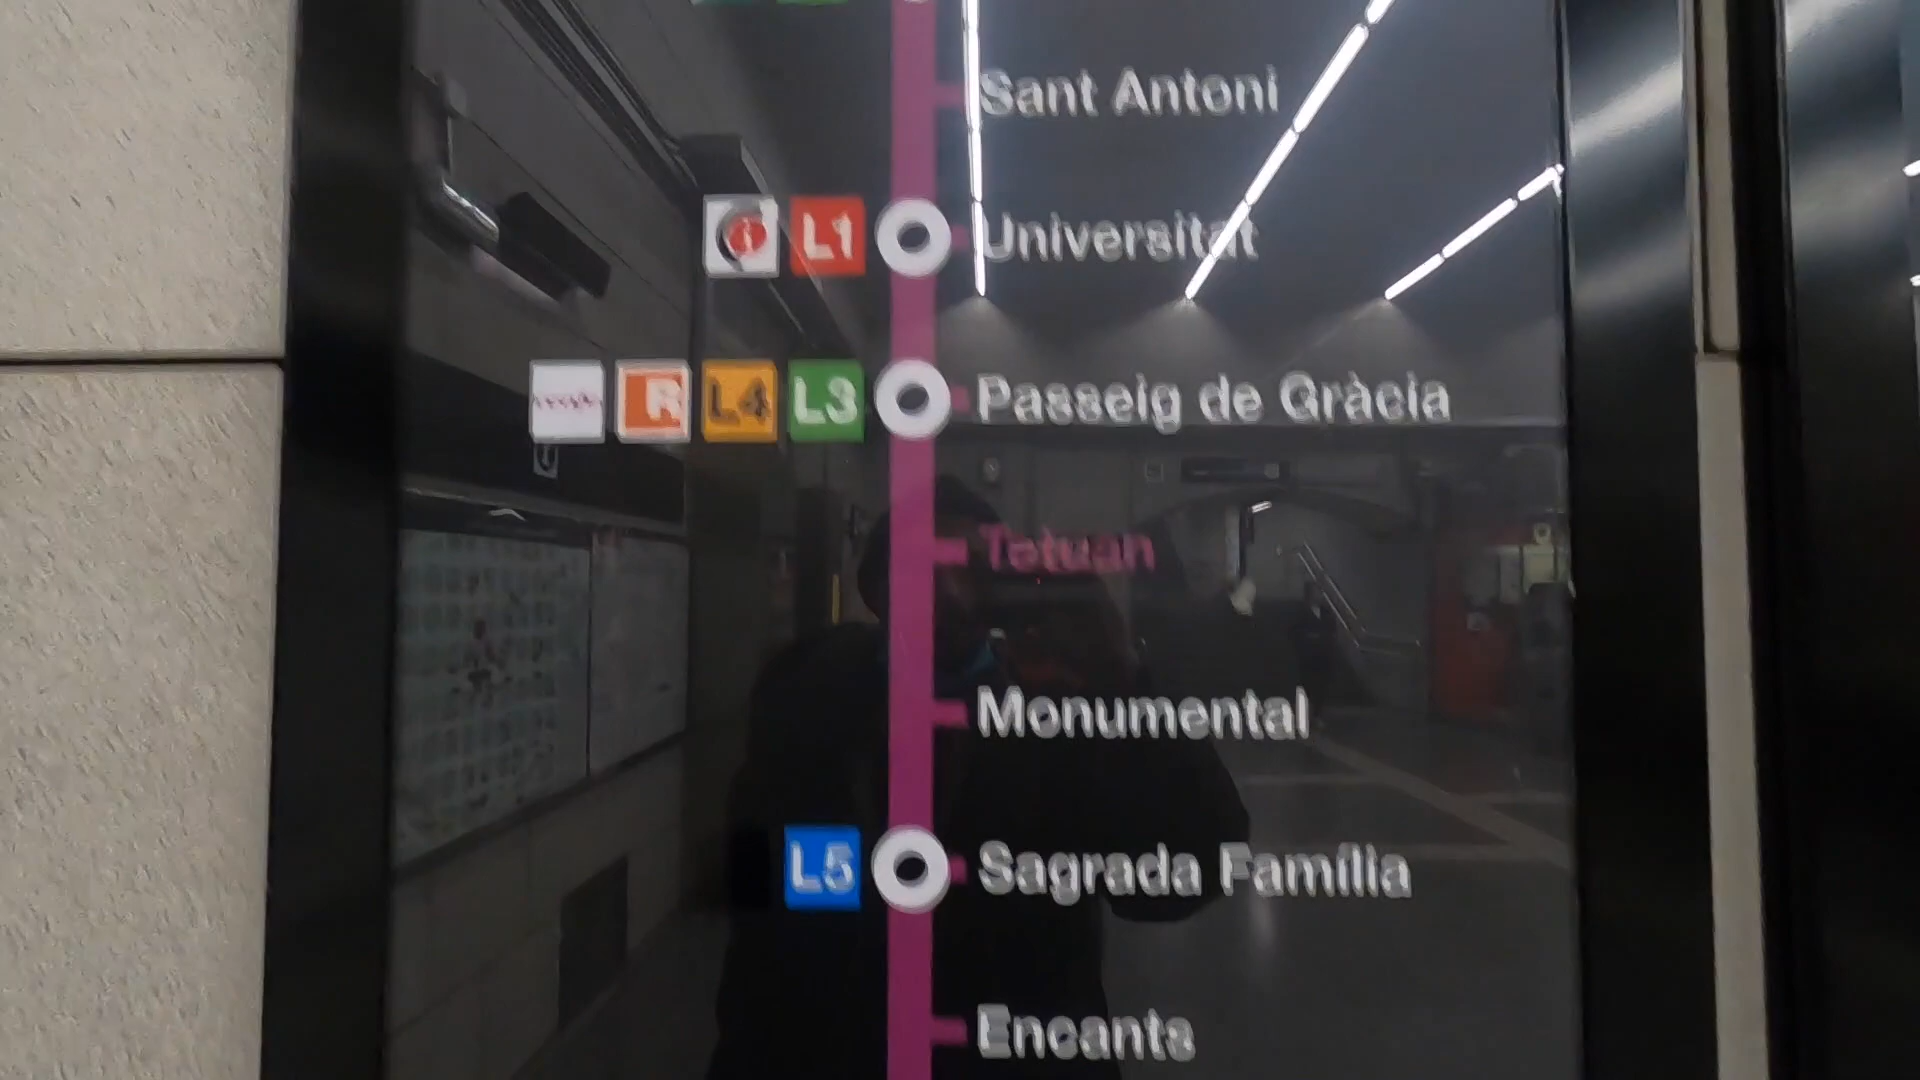 Sant Antoni
L1 Universitat
R L4 L3 Passeig de Gràcia
Tetuan
Monumental
L5 Sagrada Família
Encants